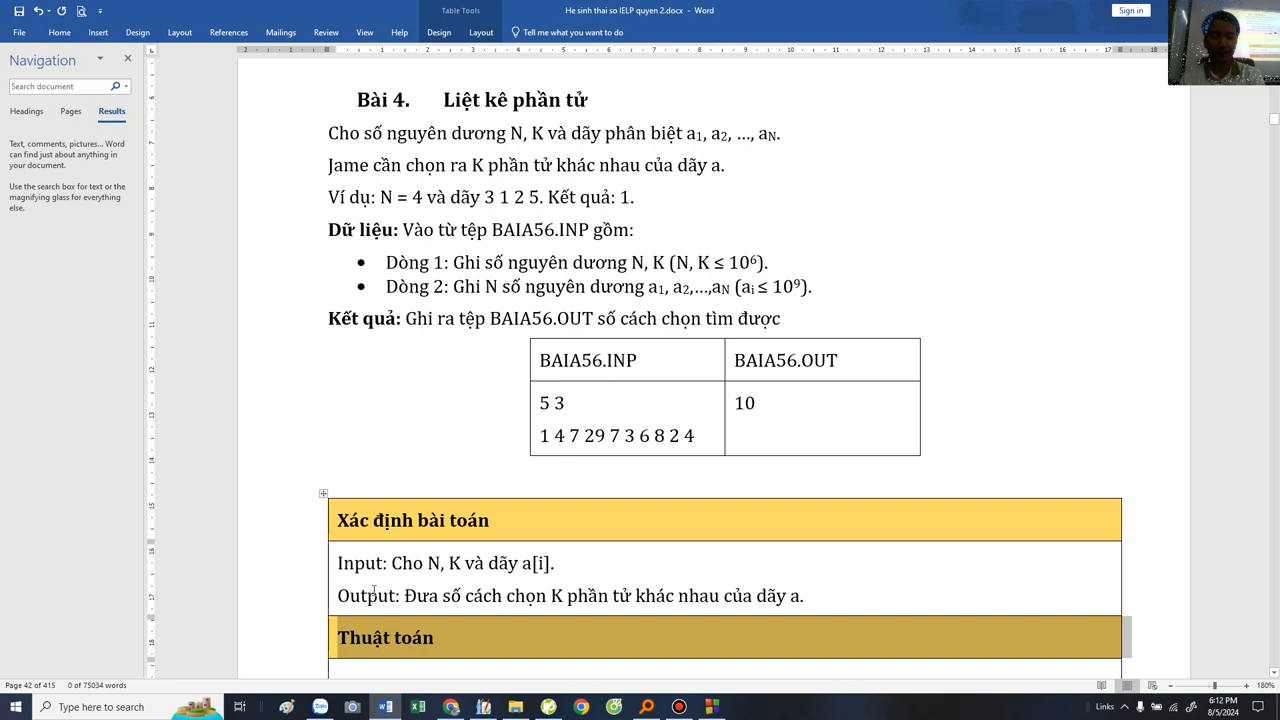 Table Tools
Hinh thai so IELP quyen 2.docx - Word
Sign in
File Home Insert Design Layout References Mailings Review View Help Design Layout Tell me what you want to do
Navigation
Search document
Headings Pages Results
Text, comments, pictures... Word
can find just about anything in
your document.
Use the search box for text or the
magnifying glass for everything
else.
Bài 4. Liệt kê phần tử
Cho số nguyên dương N, K và dãy phân biệt a1, a2, ..., aN.
Jame cần chọn ra K phần tử khác nhau của dãy a.
Ví dụ: N = 4 và dãy 3 1 2 5. Kết quả: 1.
Dữ liệu: Vào từ tệp BAIA56.INP gồm:
• Dòng 1: Ghi số nguyên dương N, K (N, K ≤ 10⁶).
• Dòng 2: Ghi N số nguyên dương a1, a2,...,aN (ai ≤ 10⁹).
Kết quả: Ghi ra tệp BAIA56.OUT số cách chọn tìm được
BAIA56.INP BAIA56.OUT
5 3 10
1 4 7 29 7 3 6 8 2 4
Xác định bài toán
Input: Cho N, K và dãy a[i].
Output: Đưa số cách chọn K phần tử khác nhau của dãy a.
Thuật toán
Page 42 of 415 0 of 75034 words
180%
Type here to search
Zalo
6:12 PM
8/5/2024